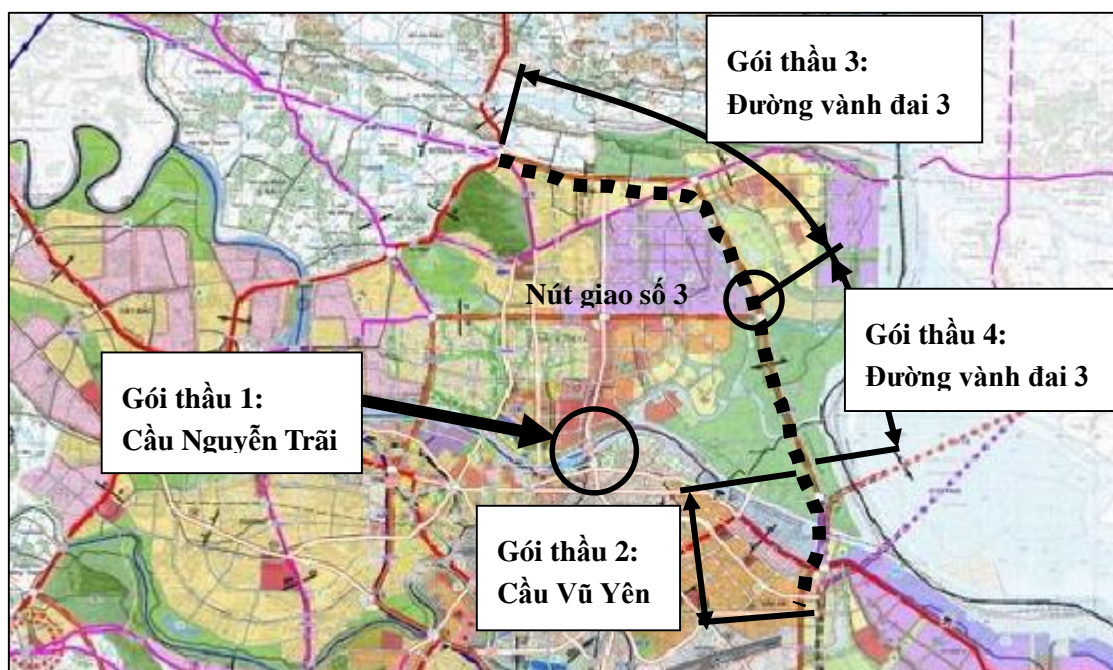 Gói thầu 3:
Đường vành đai 3
Nút giao số 3
Gói thầu 4:
Đường vành đai 3
Gói thầu 1:
Cầu Nguyễn Trãi
Gói thầu 2:
Cầu Vũ Yên